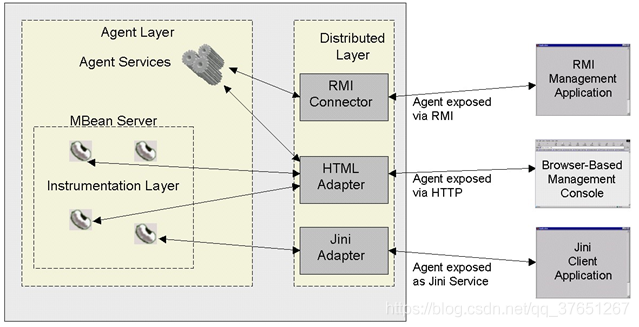 Agent Layer
Agent Services
Distributed
Layer
RMI
Connector
Agent exposed
via RMI
RMI
Management
Application
MBean Server
Instrumentation Layer
HTML
Adapter
Agent exposed
via HTTP
Browser-Based
Management
Console
Jini
Adapter
Agent exposed
as Jini Service
Jini
Client
Application
https://blog.csdn.net/qq_37651267